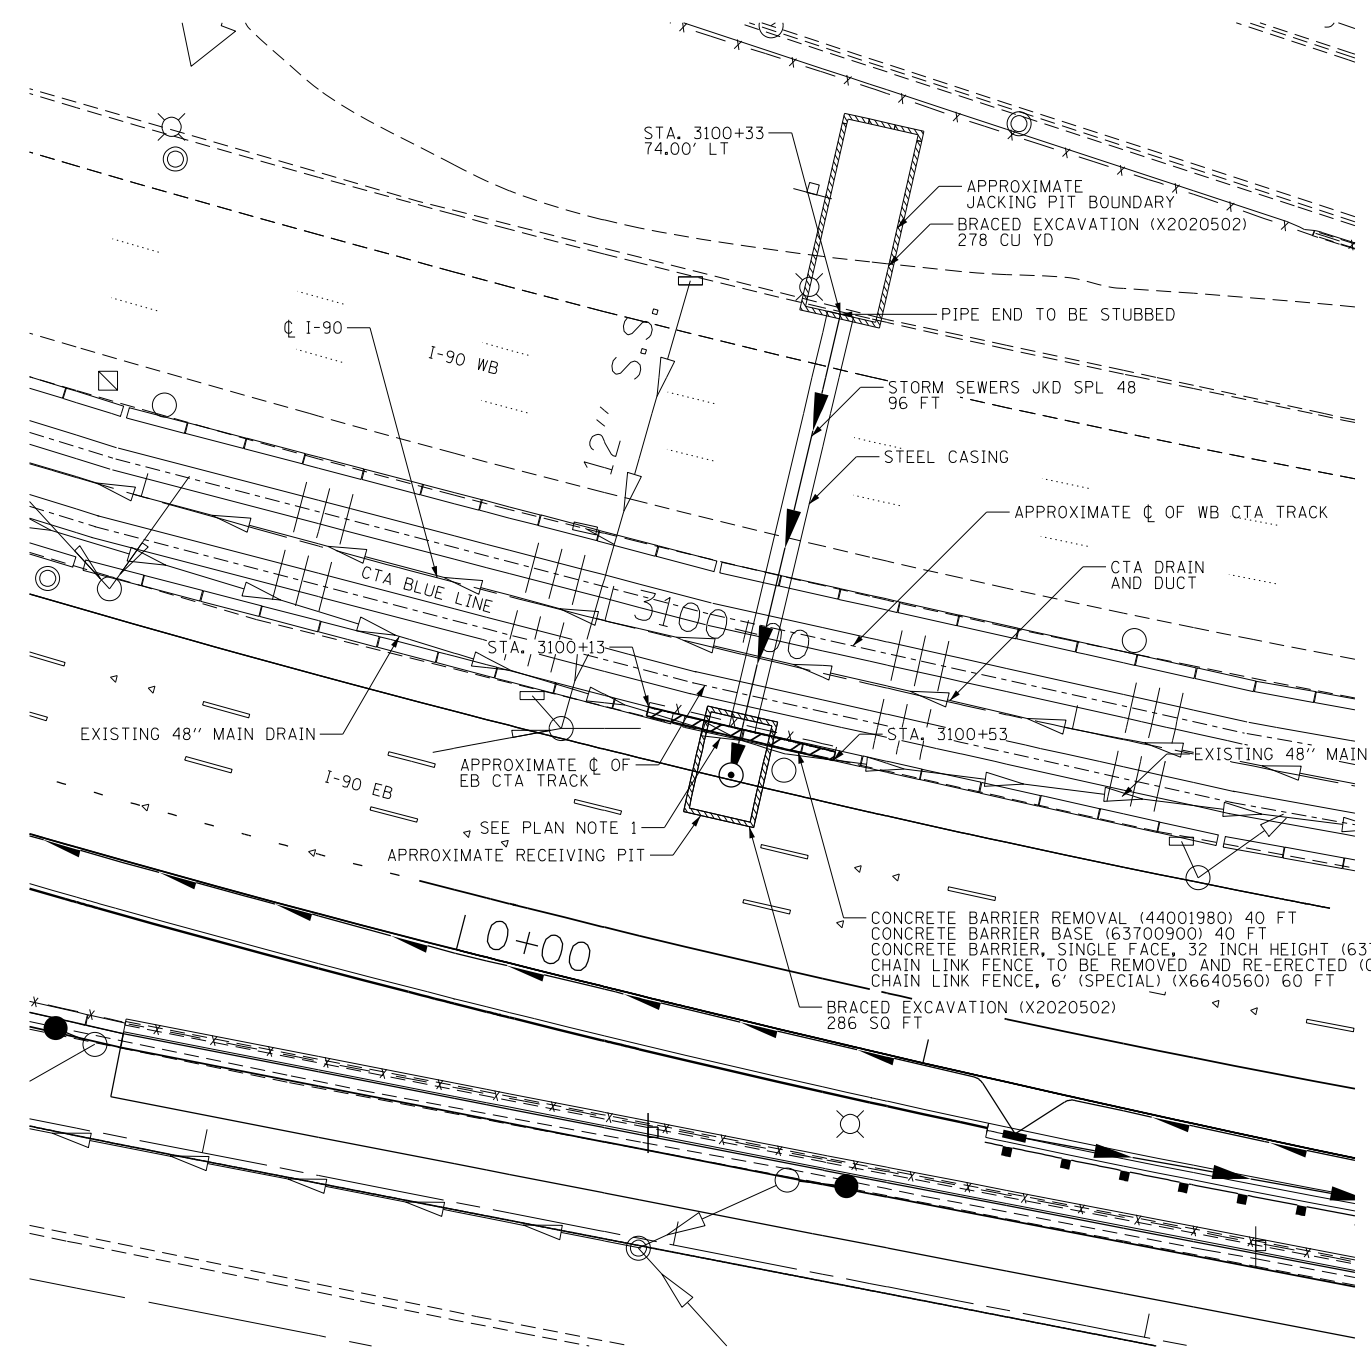 STA. 3100+33
74.00' LT
APPROXIMATE
JACKING PIT BOUNDARY
BRACED EXCAVATION (X2020502)
278 CU YD
PIPE END TO BE STUBBED
℄ I-90
I-90 WB
12" S.S.
STORM SEWERS JKD SPL 48
96 FT
STEEL CASING
APPROXIMATE ℄ OF WB CTA TRACK
CTA DRAIN
AND DUCT
CTA BLUE LINE
3100
00
STA. 3100+13
EXISTING 48" MAIN DRAIN
STA. 3100+53
EXISTING 48" MAIN
APPROXIMATE ℄ OF
EB CTA TRACK
I-90 EB
SEE PLAN NOTE 1
APRROXIMATE RECEIVING PIT
0+00
CONCRETE BARRIER REMOVAL (44001980) 40 FT
CONCRETE BARRIER BASE (63700900) 40 FT
CONCRETE BARRIER, SINGLE FACE, 32 INCH HEIGHT (63
CHAIN LINK FENCE TO BE REMOVED AND RE-ERECTED (
CHAIN LINK FENCE, 6' (SPECIAL) (X6640560) 60 FT
BRACED EXCAVATION (X2020502)
286 SQ FT